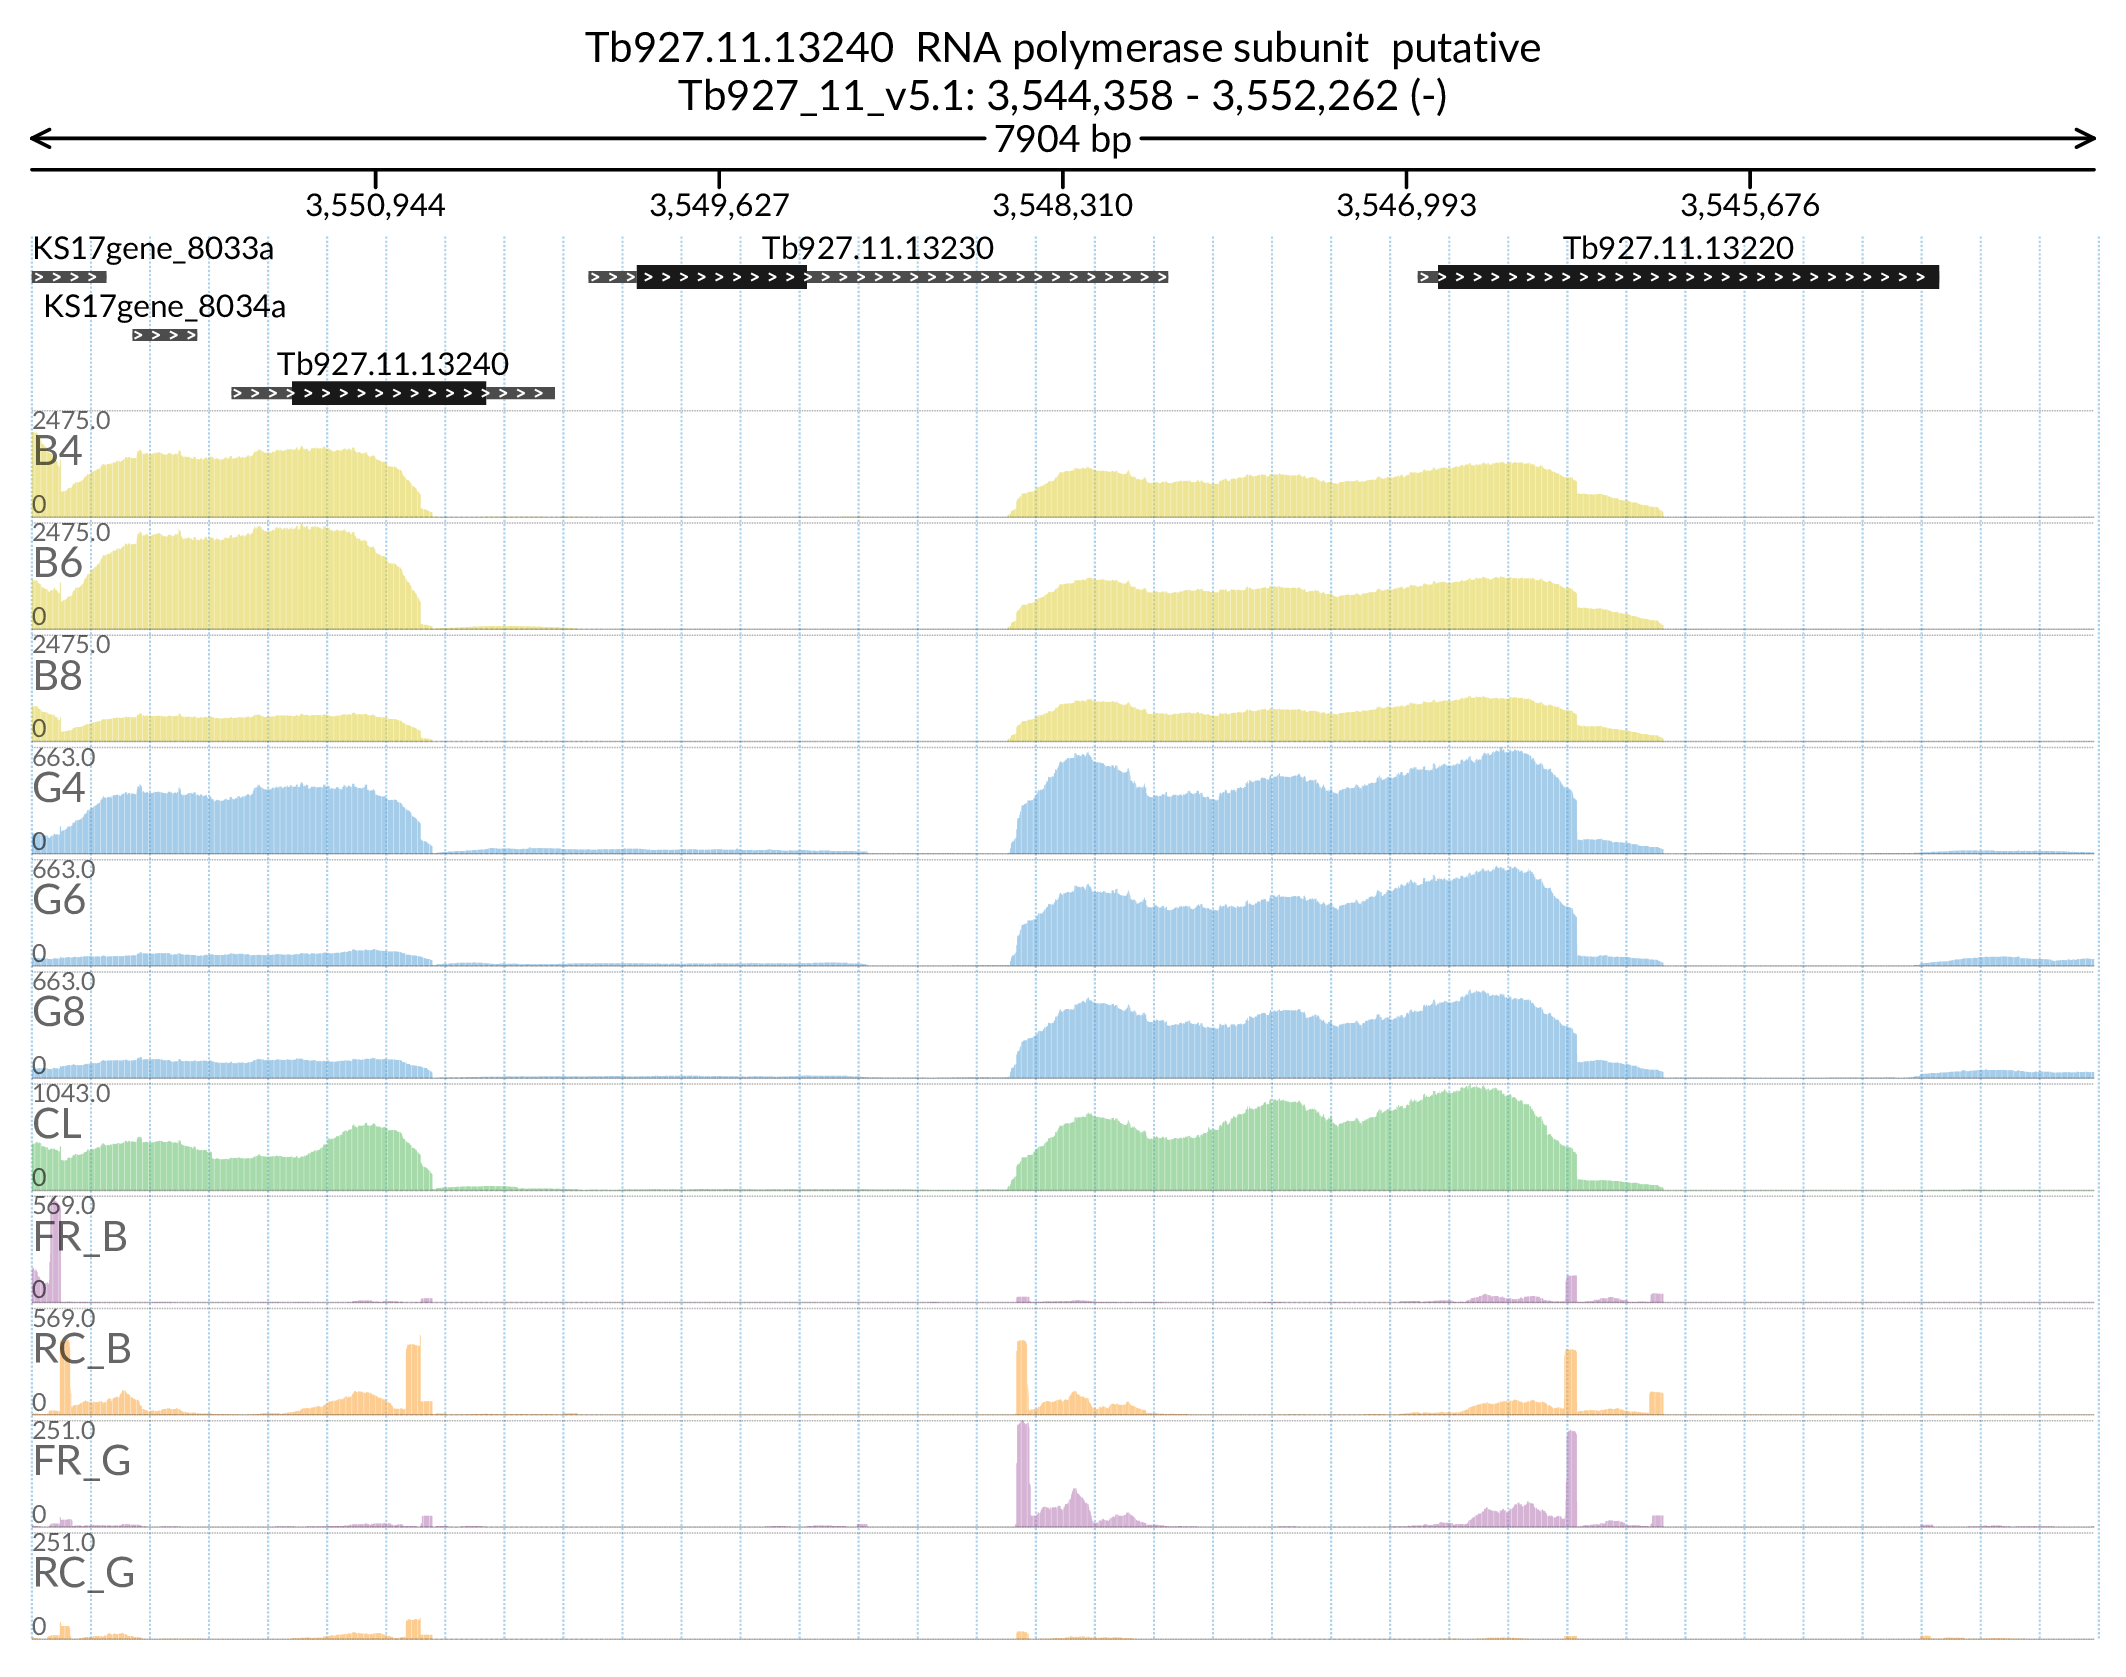 Tb927.11.13240  RNA polymerase subunit  putative
Tb927_11_v5.1: 3,544,358 - 3,552,262 (-)
7904 bp
3,550,944 3,549,627 3,548,310 3,546,993 3,545,676
KS17gene_8033a Tb927.11.13230 Tb927.11.13220
KS17gene_8034a
Tb927.11.13240
2475.0
B4
0
2475.0
B6
0
2475.0
B8
0
663.0
G4
0
663.0
G6
0
663.0
G8
0
1043.0
CL
0
569.0
FR_B
0
569.0
RC_B
0
251.0
FR_G
0
251.0
RC_G
0